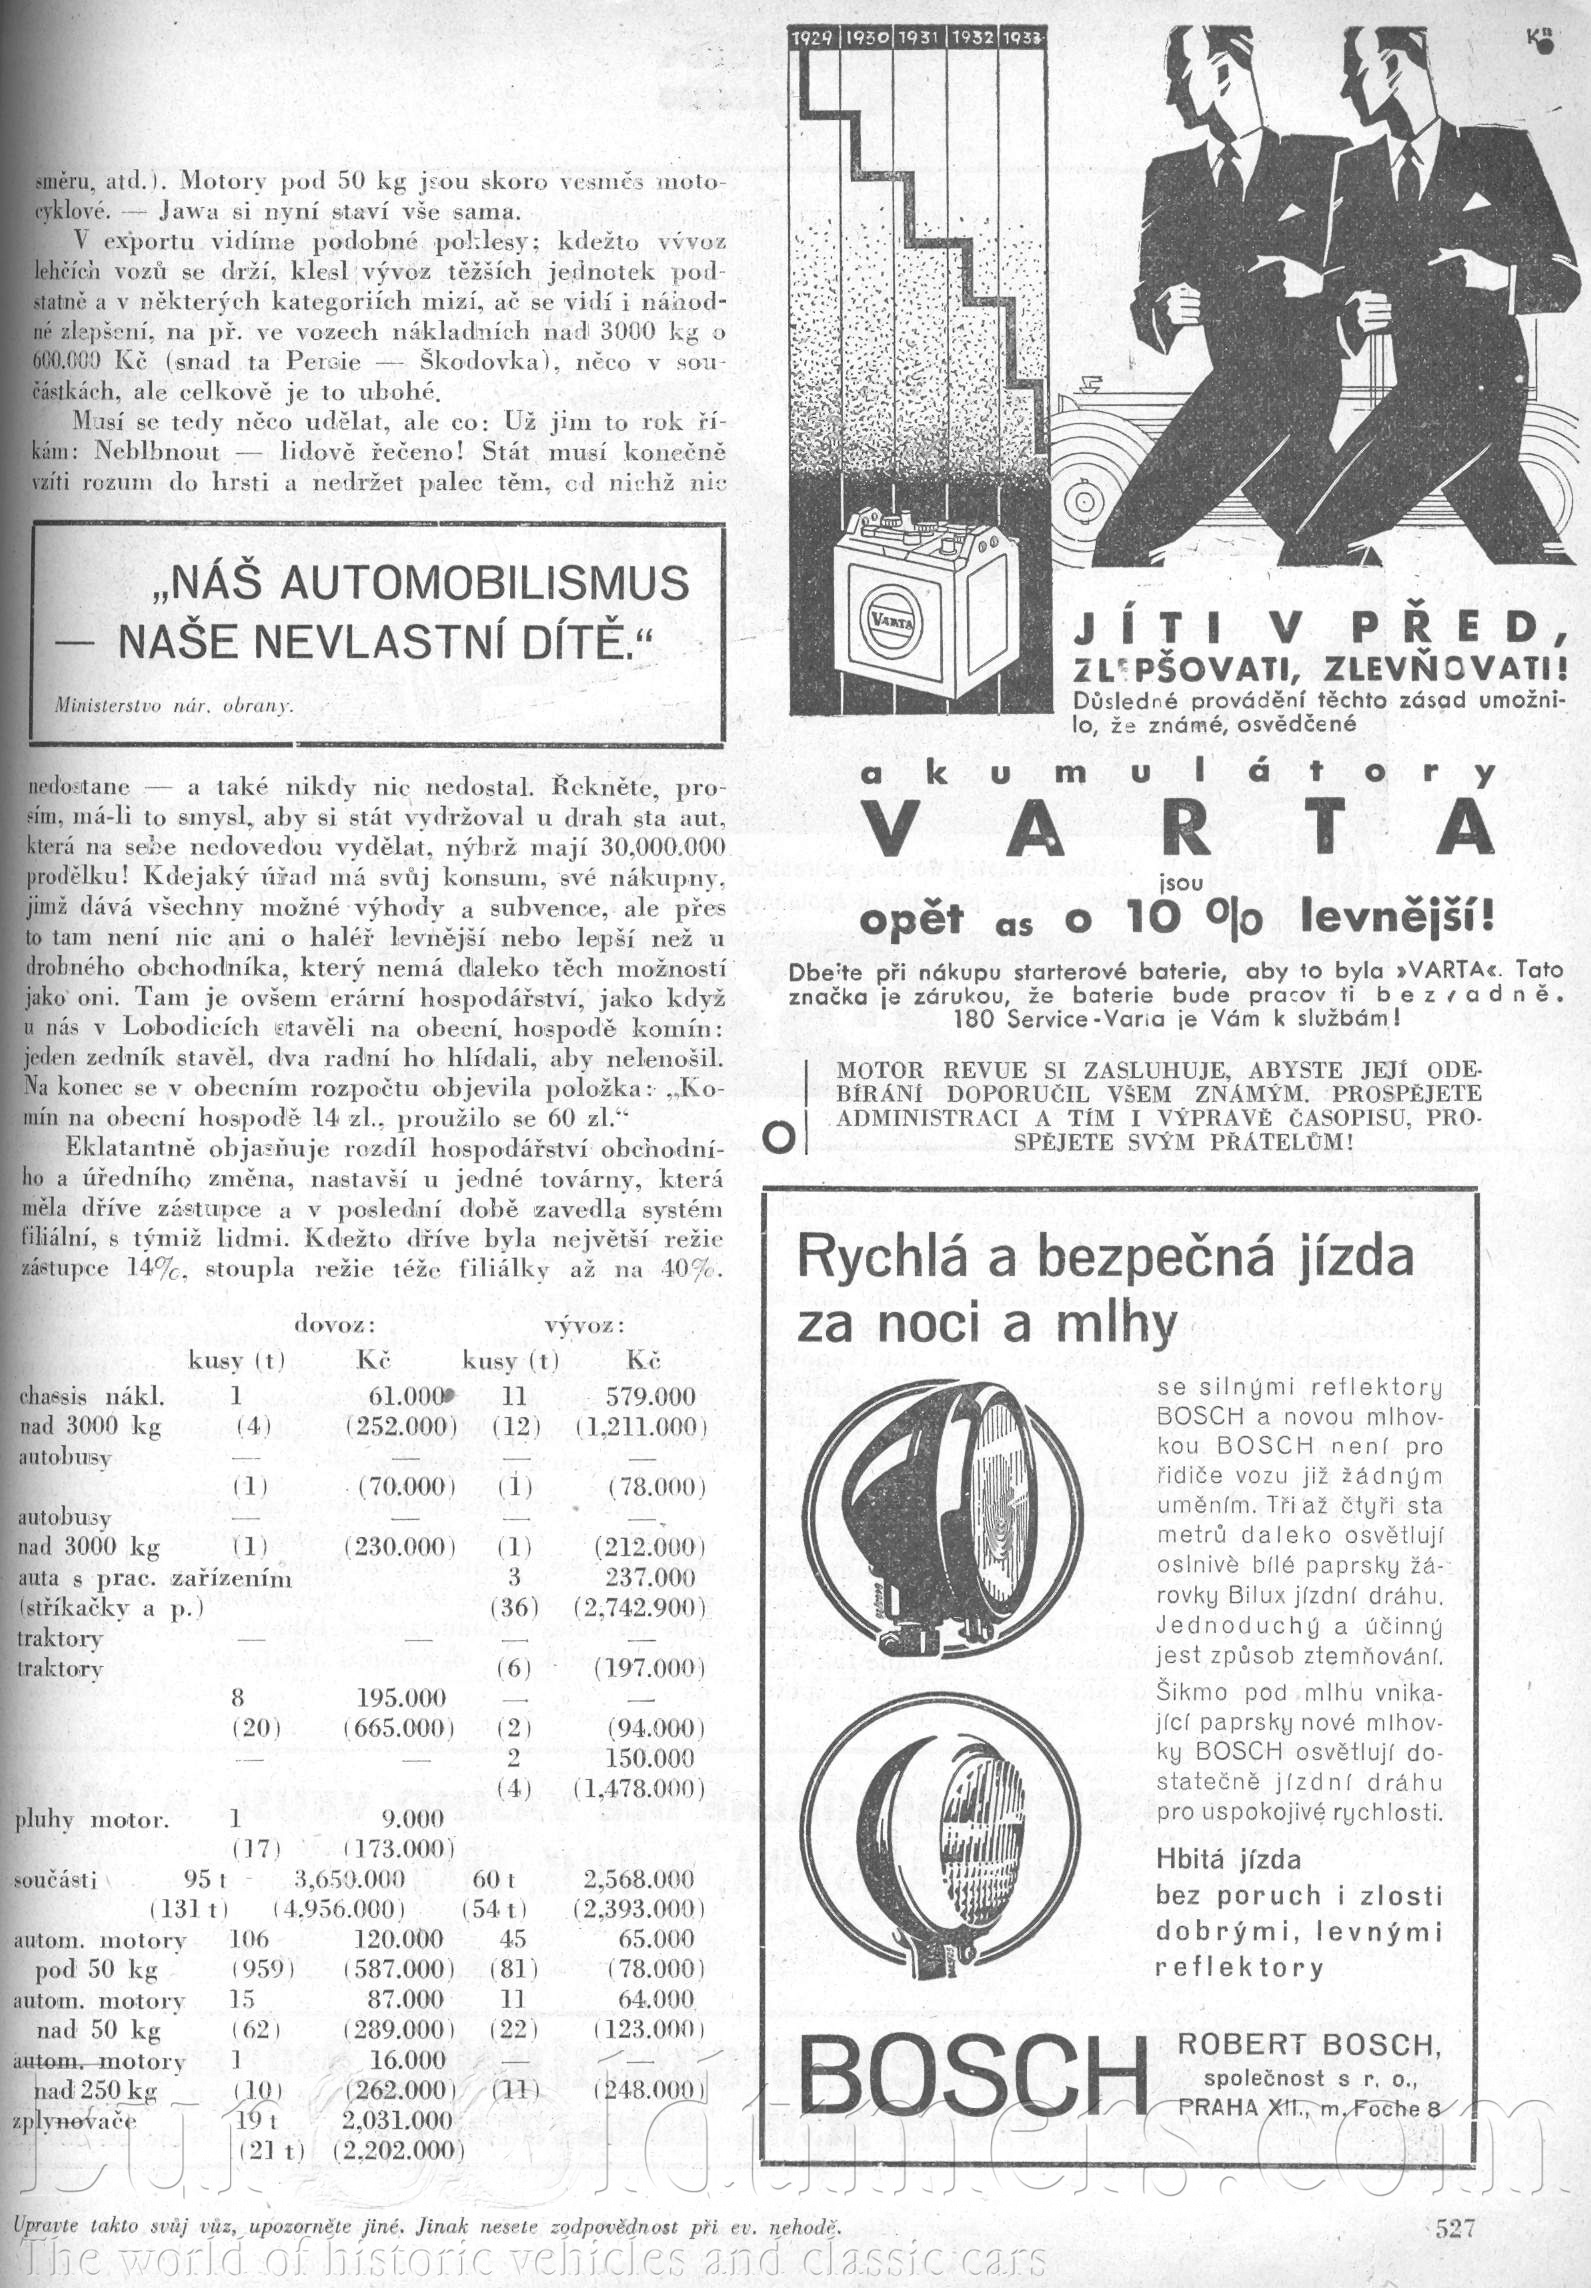 směru, atd.). Motory pod 50 kg jsou skoro vesměs moto-
cyklové. — Jawa si nyní staví vše sama.
V exportu vidíme podobné poklesy; kdežto vývoz
lehčích vozů se drží, klesl vývoz těžších jednotek pod-
statně a v některých kategoriích mizí, ač se vidí i náhod-
né zlepšení, na př. ve vozech nákladních nad 3000 kg o
600.000 Kč (snad ta Persie — Škodovka), něco v sou-
částkách, ale celkově je to ubohé.
Musí se tedy něco udělat, ale co: Už jim to rok ří-
kám: Neblbnout — lidově řečeno! Stát musí konečně
vzíti rozum do hrsti a nedržet palec těm, od nichž nic
„NÁŠ AUTOMOBILISMUS
— NAŠE NEVLASTNÍ DÍTĚ.“
Ministerstvo nár. obrany.
nedostane — a také nikdy nic nedostal. Řekněte, pro-
sím, má-li to smysl, aby si stát vydržoval u drah sta aut,
která na sebe nedovedou vydělat, nýbrž mají 30,000.000
prodělku! Kdejaký úřad má svůj konsum, své nákupny,
jimž dává všechny možné výhody a subvence, ale přes
to tam není nic ani o haléř levnější nebo lepší než u
drobného obchodníka, který nemá daleko těch možností
jako oni. Tam je ovšem erární hospodářství, jako když
u nás v Lobodicích stavěli na obecní hospodě komín:
jeden zedník stavěl, dva radní ho hlídali, aby nelenošil.
Na konec se v obecním rozpočtu objevila položka: „Ko-
mín na obecní hospodě 14 zl., proužilo se 60 zl.“
Eklatantně objasňuje rozdíl hospodářství obchodní-
ho a úředního změna, nastavší u jedné továrny, která
měla dříve zástupce a v poslední době zavedla systém
filiální, s týmiž lidmi. Kdežto dříve byla největší režie
zástupce 14%, stoupla režie téže filiálky až na 40%.
dovoz: vývoz:
kusy (t) Kč kusy (t) Kč
chassis nákl. 1 61.000 11 579.000
nad 3000 kg (4) (252.000) (12) (1,211.000)
autobusy — — — —
(1) (70.000) (1) (78.000)
autobusy — — — —
nad 3000 kg (1) (230.000) (1) (212.000)
auta s prac. zařízením 3 237.000
(stříkačky a p.) (36) (2,742.900)
traktory — — — —
traktory (6) (197.000)
8 195.000 — —
(20) (665.000) (2) (94.000)
— — 2 150.000
(4) (1,478.000)
pluhy motor. 1 9.000
(17) (173.000)
součásti 95 t 3,650.000 60 t 2,568.000
(131 t) (4,956.000) (54 t) (2,393.000)
autom. motory 106 120.000 45 65.000
pod 50 kg (959) (587.000) (81) (78.000)
autom. motory 15 87.000 11 64.000
nad 50 kg (62) (289.000) (22) (123.000)
autom. motory 1 16.000 — —
nad 250 kg (10) (262.000) (11) (248.000)
zplynovače 19 t 2,031.000
(21 t) (2,202.000)
Upravte takto svůj vůz, upozorněte jiné. Jinak nesete zodpovědnost při ev. nehodě.
1929 1930 1931 1932 1933
VARTA
JÍTI V PŘED,
ZLEPŠOVATI, ZLEVŇOVATI!
Důsledné provádění těchto zásad umožni-
lo, že známé, osvědčené
akumulátory
VARTA
jsou
opět as o 10 % levnější!
Dbejte při nákupu starterové baterie, aby to byla »VARTA«. Tato
značka je zárukou, že baterie bude pracov ti bezvadně.
180 Service-Varta je Vám k službám!
MOTOR REVUE SI ZASLUHUJE, ABYSTE JEJÍ ODE-
BÍRÁNÍ DOPORUČIL VŠEM ZNÁMÝM. PROSPĚJETE
ADMINISTRACI A TÍM I VÝPRAVĚ ČASOPISU, PRO-
SPĚJETE SVÝM PŘÁTELŮM!
Rychlá a bezpečná jízda
za noci a mlhy
se silnými reflektory
BOSCH a novou mlhov-
kou BOSCH není pro
řidiče vozu již žádným
uměním. Tři až čtyři sta
metrů daleko osvětlují
oslnivě bílé paprsky žá-
rovky Bilux jízdní dráhu.
Jednoduchý a účinný
jest způsob ztemňování.
Šikmo pod mlhu vnika-
jící paprsky nové mlhov-
ky BOSCH osvětlují do-
statečně jízdní dráhu
pro uspokojivé rychlosti.
Hbitá jízda
bez poruch i zlosti
dobrými, levnými
reflektory
BOSCH
ROBERT BOSCH,
společnost s r. o.,
PRAHA XII., m. Foche 8
527
EuroOldtimers.com
The world of historic vehicles and classic cars